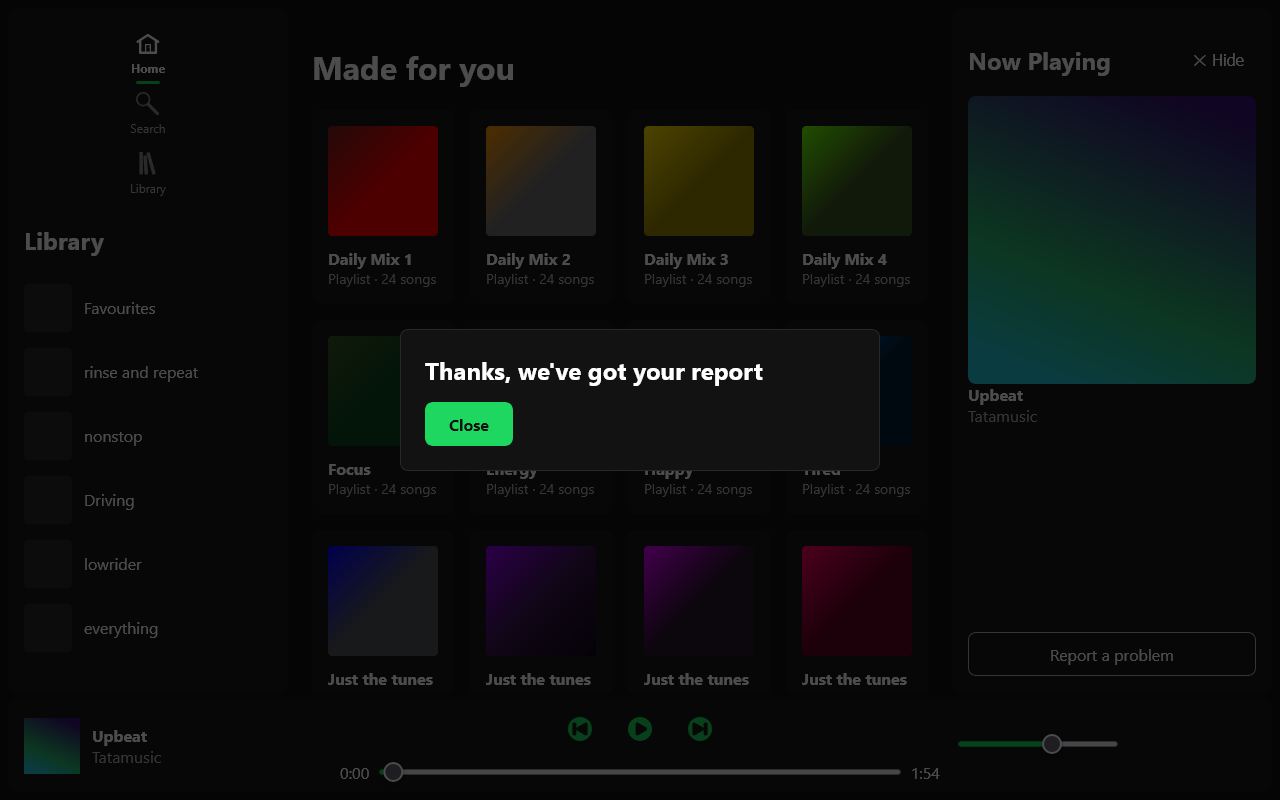 Home
Search
Library
Library
Favourites
rinse and repeat
nonstop
Driving
lowrider
everything
Made for you
Daily Mix 1
Playlist · 24 songs
Daily Mix 2
Playlist · 24 songs
Daily Mix 3
Playlist · 24 songs
Daily Mix 4
Playlist · 24 songs
Focus
Playlist · 24 songs
Energy
Playlist · 24 songs
Happy
Playlist · 24 songs
Tired
Playlist · 24 songs
Just the tunes
Just the tunes
Just the tunes
Just the tunes
Thanks, we've got your report
Close
Now Playing
Hide
Upbeat
Tatamusic
Report a problem
Upbeat
Tatamusic
0:00
1:54